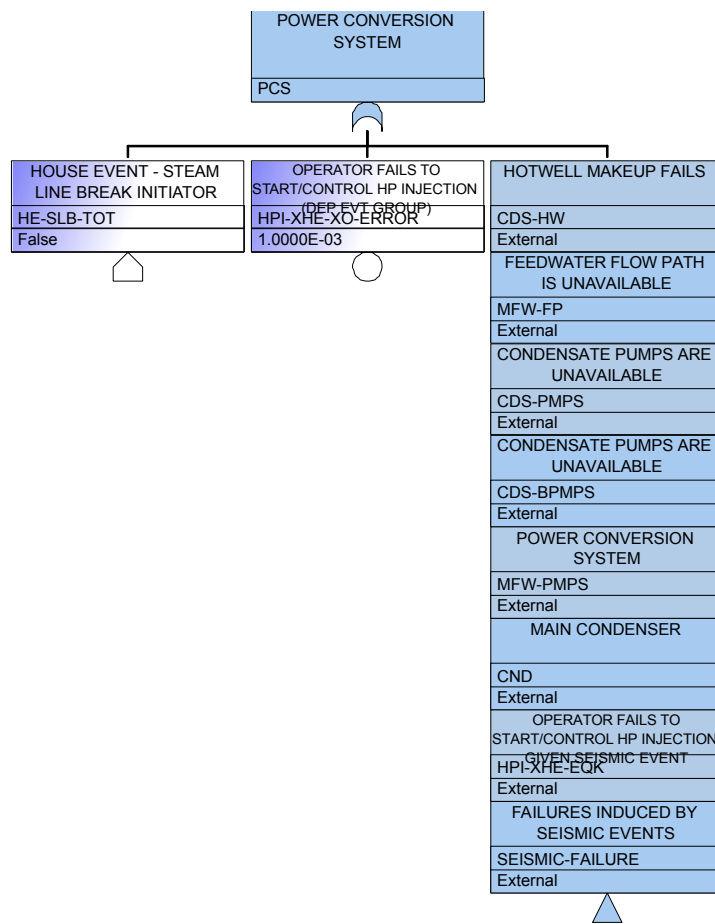 POWER CONVERSION
SYSTEM
PCS
HOUSE EVENT - STEAM
LINE BREAK INITIATOR
HE-SLB-TOT
False
OPERATOR FAILS TO
START/CONTROL HP INJECTION
(DEP EVT GROUP)
HPI-XHE-XO-ERROR
1.0000E-03
HOTWELL MAKEUP FAILS
CDS-HW
External
FEEDWATER FLOW PATH
IS UNAVAILABLE
MFW-FP
External
CONDENSATE PUMPS ARE
UNAVAILABLE
CDS-PMPS
External
CONDENSATE PUMPS ARE
UNAVAILABLE
CDS-BPMPS
External
POWER CONVERSION
SYSTEM
MFW-PMPS
External
MAIN CONDENSER
CND
External
OPERATOR FAILS TO
START/CONTROL HP INJECTION
GIVEN SEISMIC EVENT
HPI-XHE-EQK
External
FAILURES INDUCED BY
SEISMIC EVENTS
SEISMIC-FAILURE
External